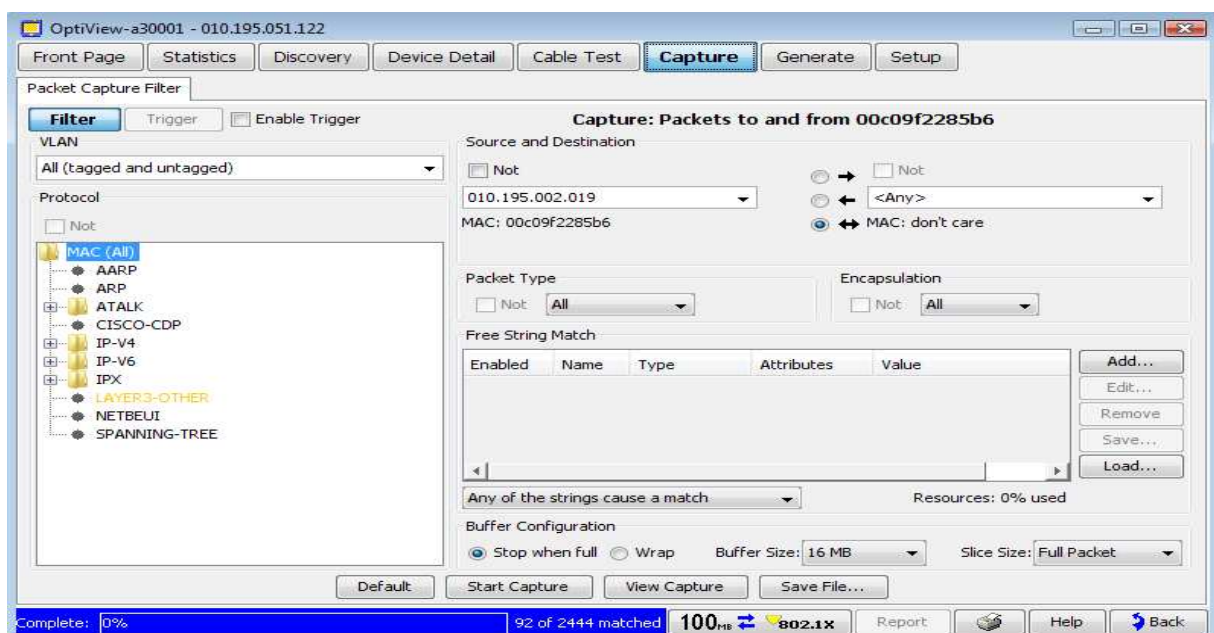 OptiView-a30001 - 010.195.051.122
Front Page Statistics Discovery Device Detail Cable Test Capture Generate Setup
Packet Capture Filter
Filter Trigger Enable Trigger Capture: Packets to and from 00c09f2285b6
VLAN
All (tagged and untagged)
Protocol
Not
MAC (All)
AARP
ARP
ATALK
CISCO-CDP
IP-V4
IP-V6
IPX
LAYER3-OTHER
NETBEUI
SPANNING-TREE
Source and Destination
Not Not
010.195.002.019 <Any>
MAC: 00c09f2285b6 MAC: don't care
Packet Type Encapsulation
Not All Not All
Free String Match
Enabled Name Type Attributes Value
Add...
Edit...
Remove
Save...
Load...
Any of the strings cause a match Resources: 0% used
Buffer Configuration
Stop when full Wrap Buffer Size: 16 MB Slice Size: Full Packet
Default Start Capture View Capture Save File...
Complete: 0% 92 of 2444 matched 100MB 802.1X Report Help Back